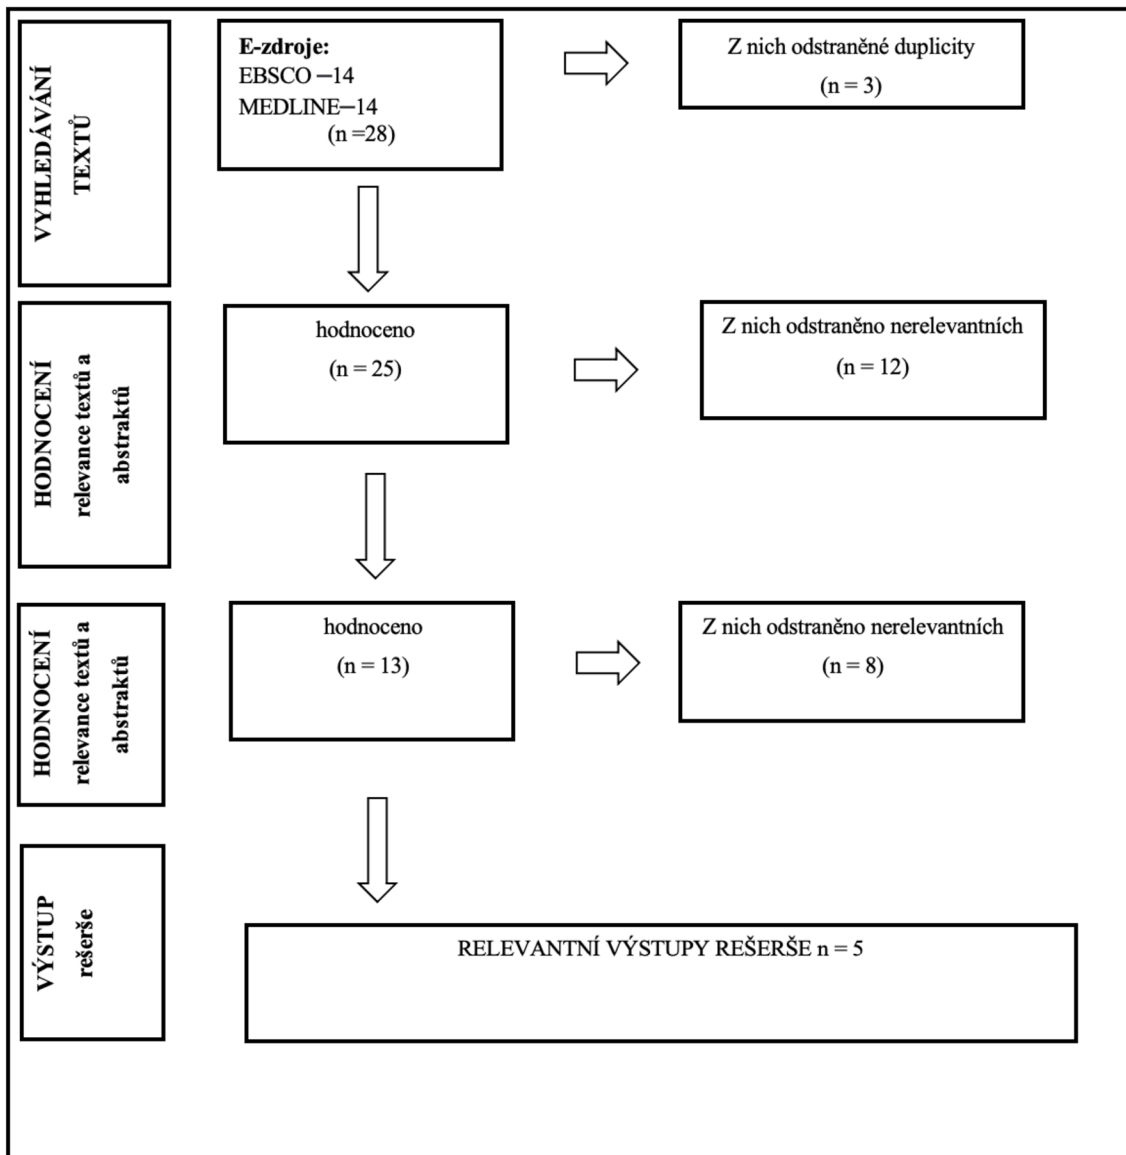 VYHLEDÁVÁNÍ
TEXTŮ
E-zdroje:
EBSCO –14
MEDLINE–14
(n =28)
Z nich odstraněné duplicity
(n = 3)
HODNOCENÍ
relevance textů a
abstraktů
hodnoceno
(n = 25)
Z nich odstraněno nerelevantních
(n = 12)
HODNOCENÍ
relevance textů a
abstraktů
hodnoceno
(n = 13)
Z nich odstraněno nerelevantních
(n = 8)
VÝSTUP
rešerše
RELEVANTNÍ VÝSTUPY REŠERŠE n = 5